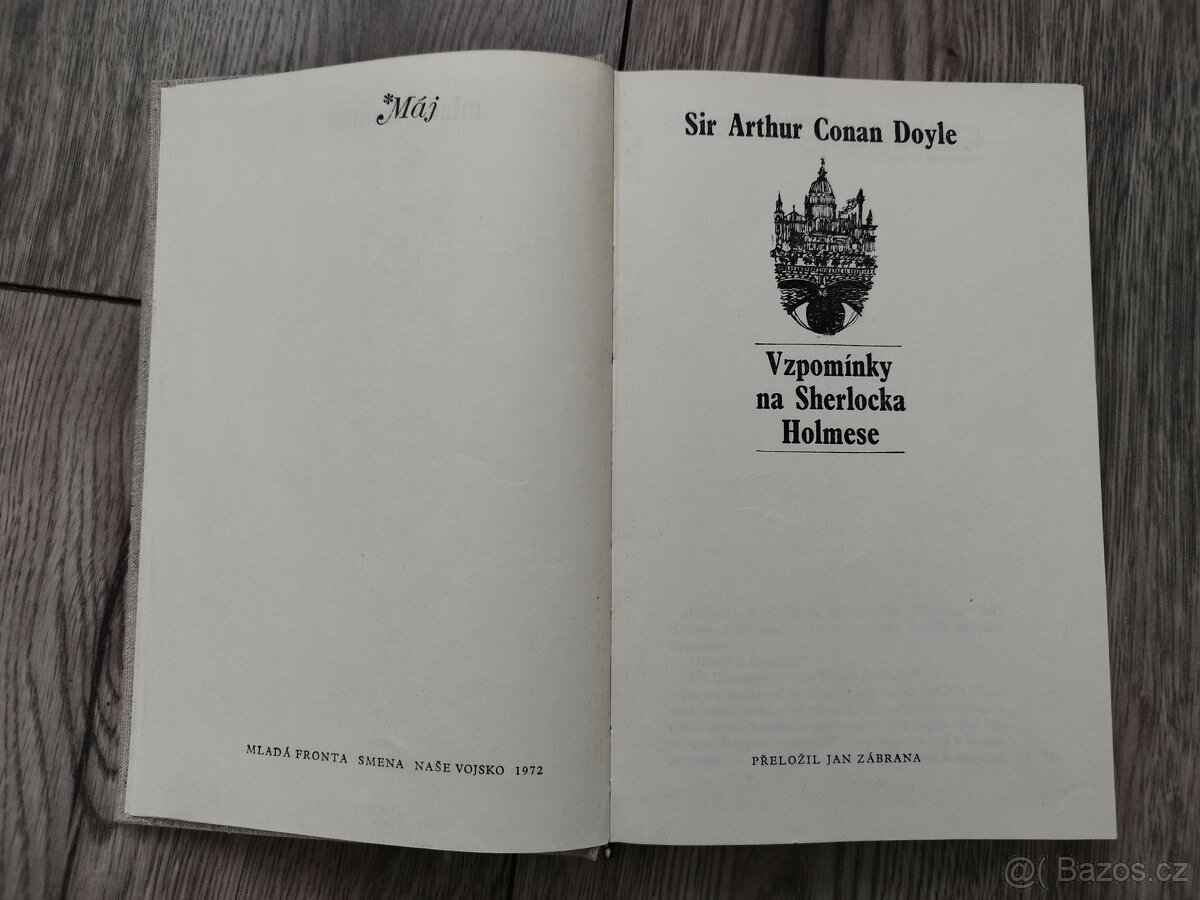 *Máj
MLADÁ FRONTA SMENA NAŠE VOJSKO 1972
Sir Arthur Conan Doyle
Vzpomínky
na Sherlocka
Holmese
PŘELOŽIL JAN ZÁBRANA
@( Bazos.cz